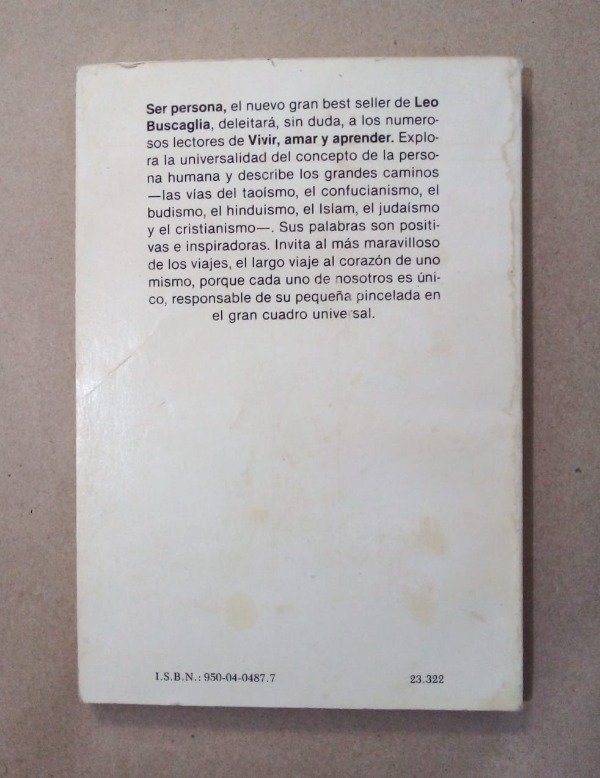 Ser persona, el nuevo gran best seller de Leo
Buscaglia, deleitará, sin duda, a los numero-
sos lectores de Vivir, amar y aprender. Explo-
ra la universalidad del concepto de la perso-
na humana y describe los grandes caminos
—las vías del taoísmo, el confucianismo, el
budismo, el hinduismo, el Islam, el judaísmo
y el cristianismo—. Sus palabras son positi-
vas e inspiradoras. Invita al más maravilloso
de los viajes, el largo viaje al corazón de uno
mismo, porque cada uno de nosotros es úni-
co, responsable de su pequeña pincelada en
el gran cuadro unive sal.
I.S.B.N.: 950-04-0487.7 23.322